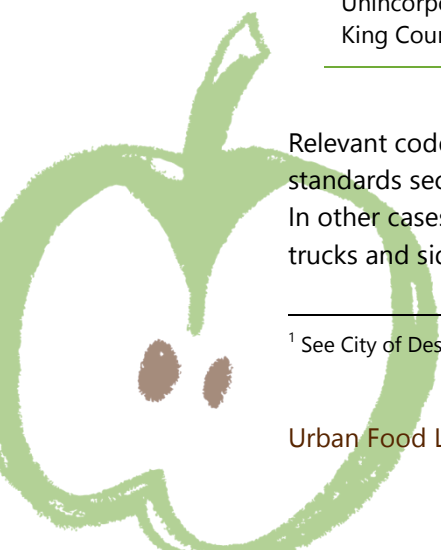 Unincorpo
King Coun
Relevant code
standards sec
In other cases
trucks and sid
1 See City of Des
Urban Food L